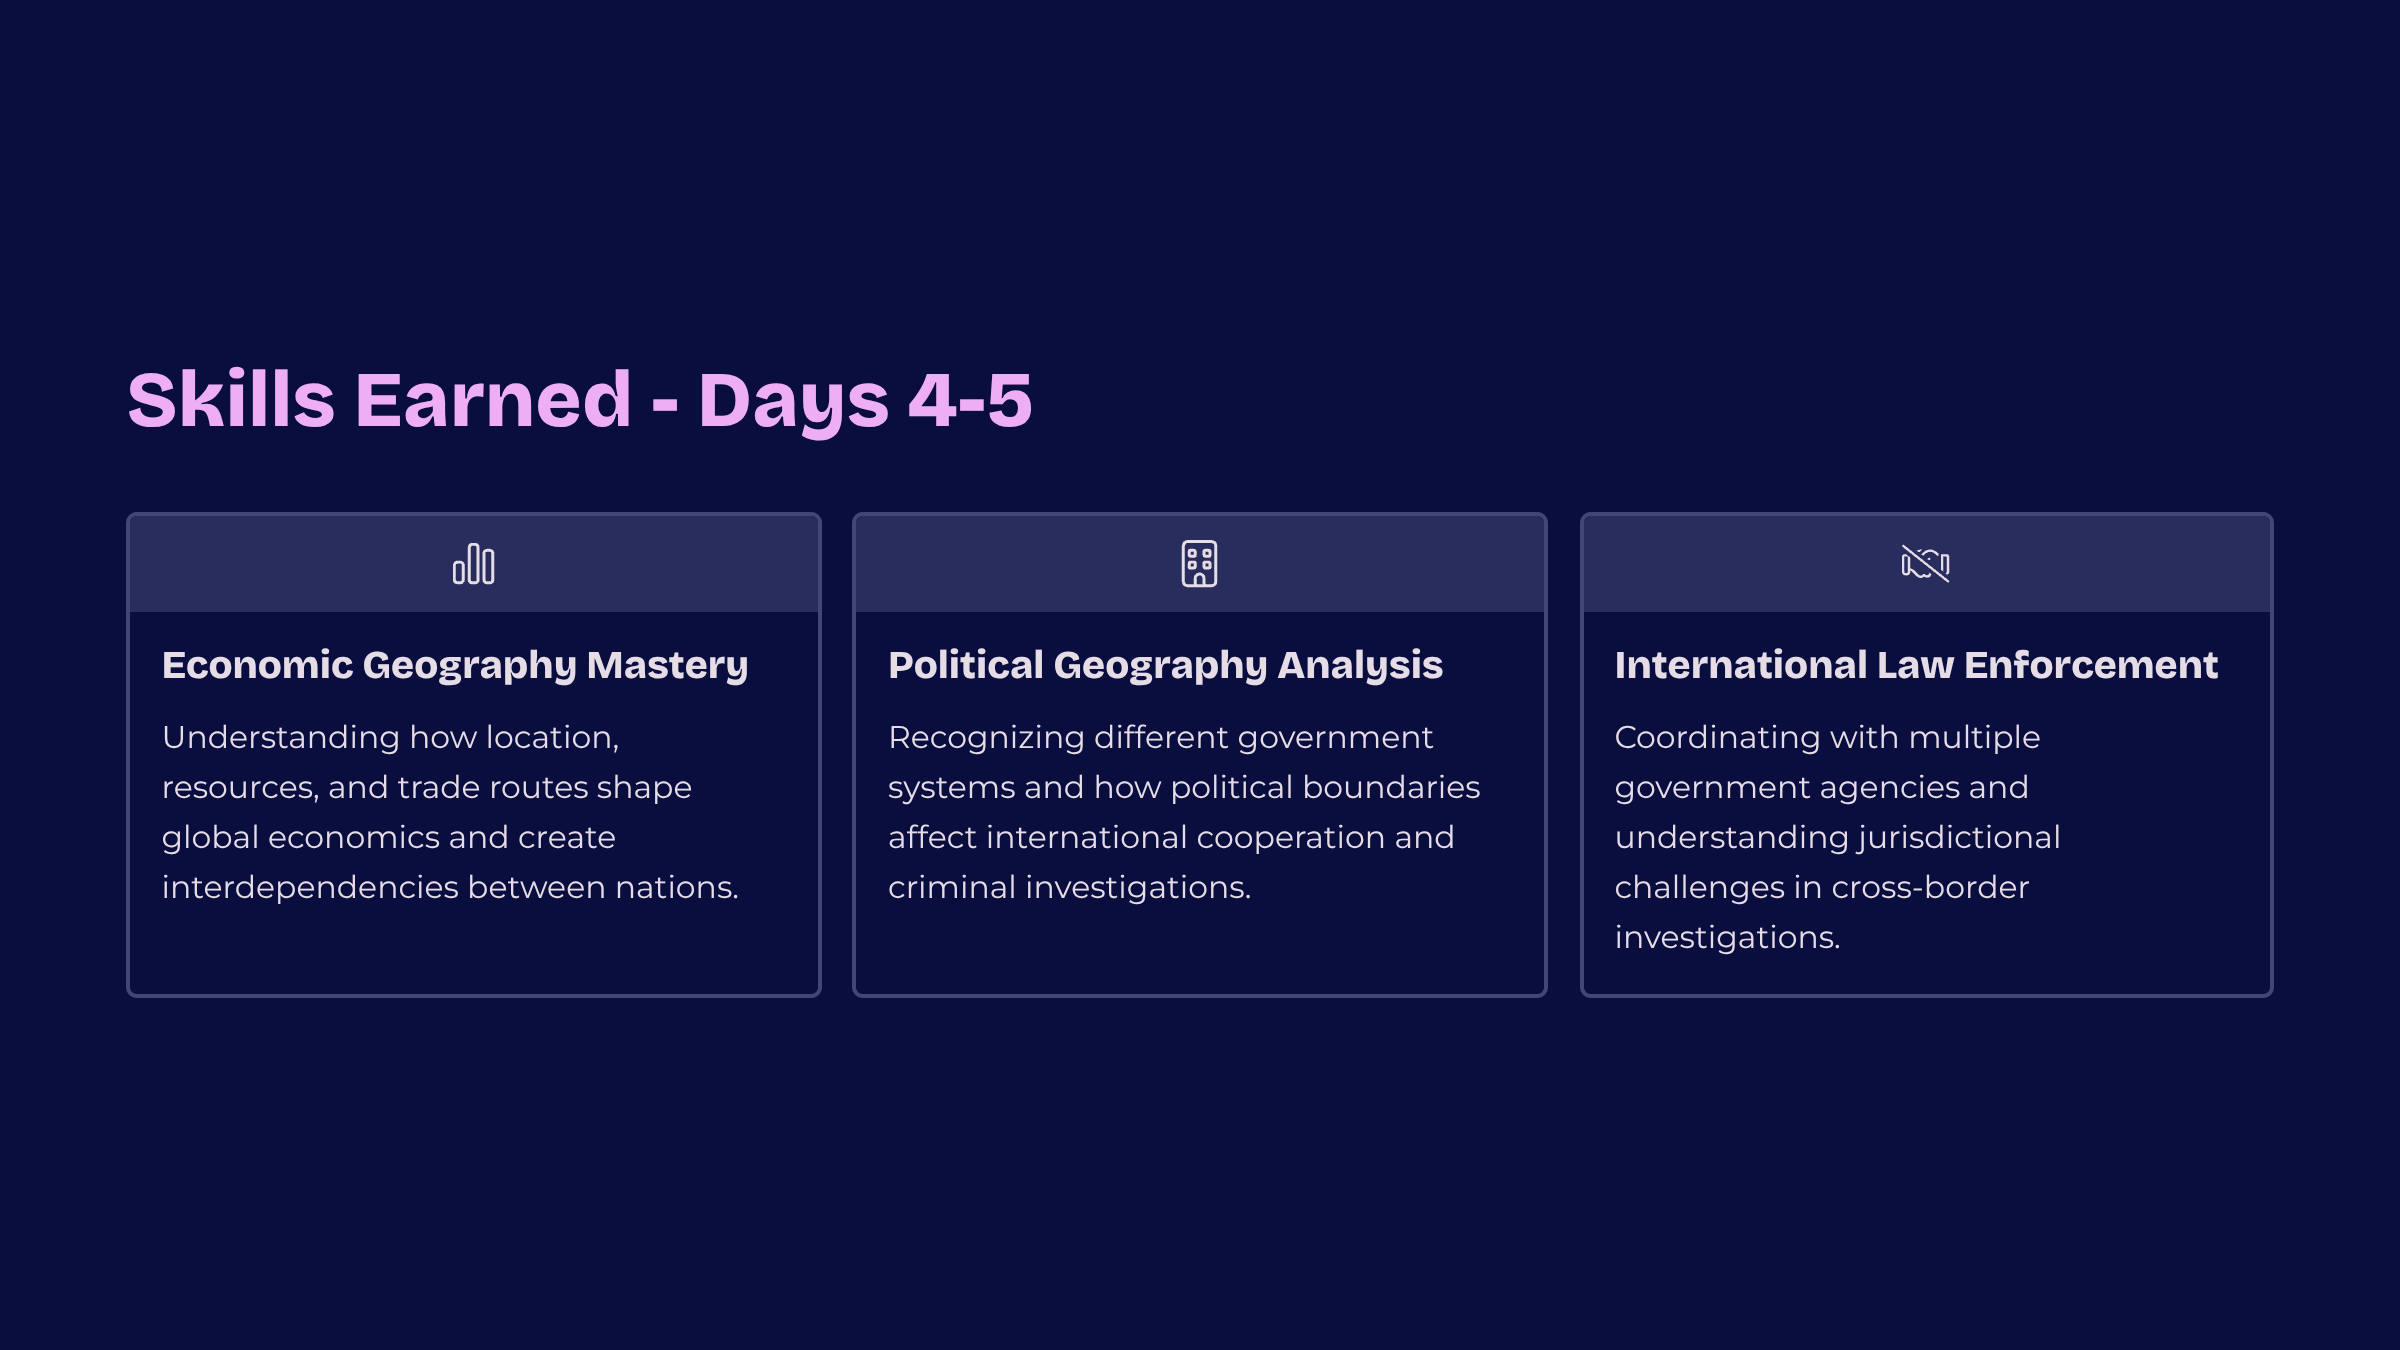 Skills Earned - Days 4-5
Economic Geography Mastery
Understanding how location,
resources, and trade routes shape
global economics and create
interdependencies between nations.
Political Geography Analysis
Recognizing different government
systems and how political boundaries
affect international cooperation and
criminal investigations.
International Law Enforcement
Coordinating with multiple
government agencies and
understanding jurisdictional
challenges in cross-border
investigations.